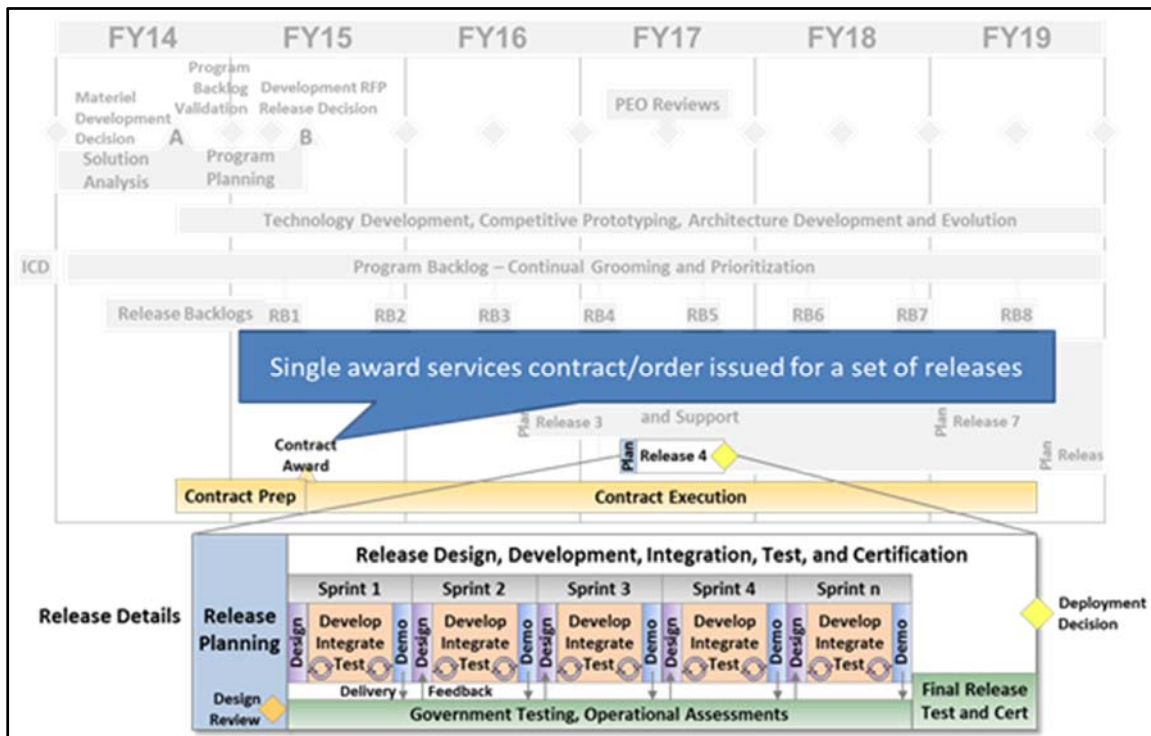 FY14 FY15 FY16 FY17 FY18 FY19
Program
Backlog
Validation
Development RFP
Release Decision
Materiel
Development
Decision
A
B
PEO Reviews
Solution
Analysis
Program
Planning
Technology Development, Competitive Prototyping, Architecture Development and Evolution
ICD
Program Backlog – Continual Grooming and Prioritization
Release Backlogs
RB1 RB2 RB3 RB4 RB5 RB6 RB7 RB8
Single award services contract/order issued for a set of releases
Plan
Release 3
and Support
Plan
Release 7
Contract
Award
Plan
Release 4
Plan
Releas
Contract Prep
Contract Execution
Release Design, Development, Integration, Test, and Certification
Sprint 1 Sprint 2 Sprint 3 Sprint 4 Sprint n
Release Details
Release
Planning
Design
Develop
Integrate
Test
Demo
Design
Develop
Integrate
Test
Demo
Design
Develop
Integrate
Test
Demo
Design
Develop
Integrate
Test
Demo
Design
Develop
Integrate
Test
Demo
Deployment
Decision
Delivery
Feedback
Design
Review
Government Testing, Operational Assessments
Final Release
Test and Cert